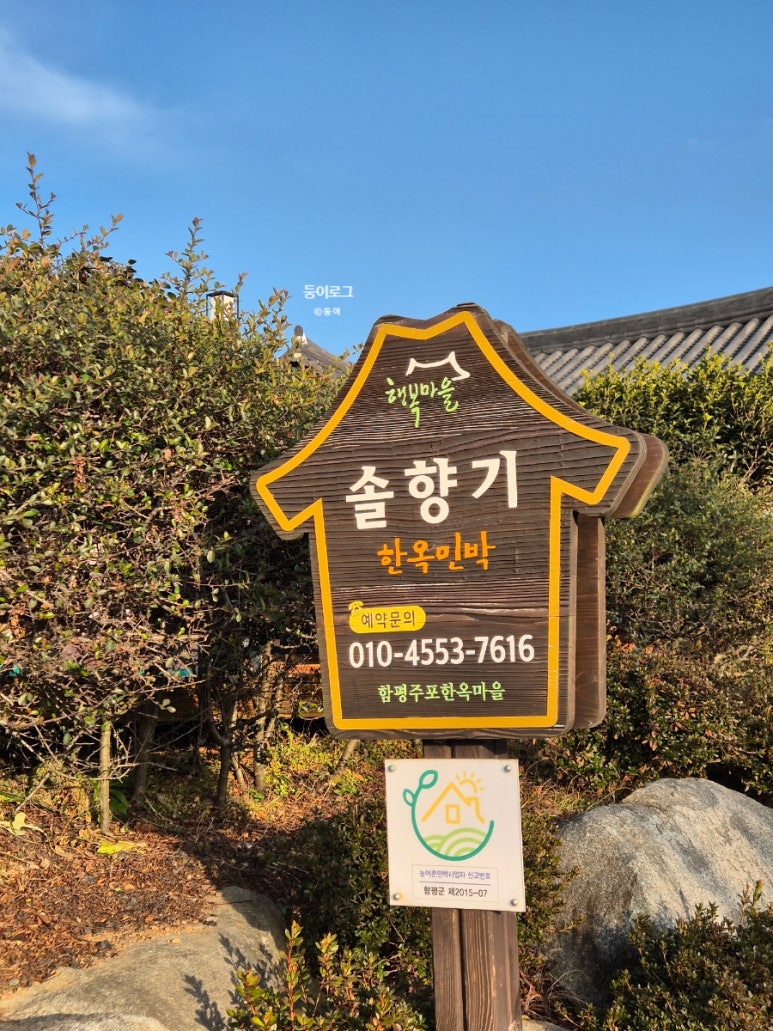 둥이로그
©둥이
행복마을
솔향기
한옥민박
예약문의
010-4553-7616
함평주포한옥마을
농어촌민박사업자 신고번호
함평군 제2015-07